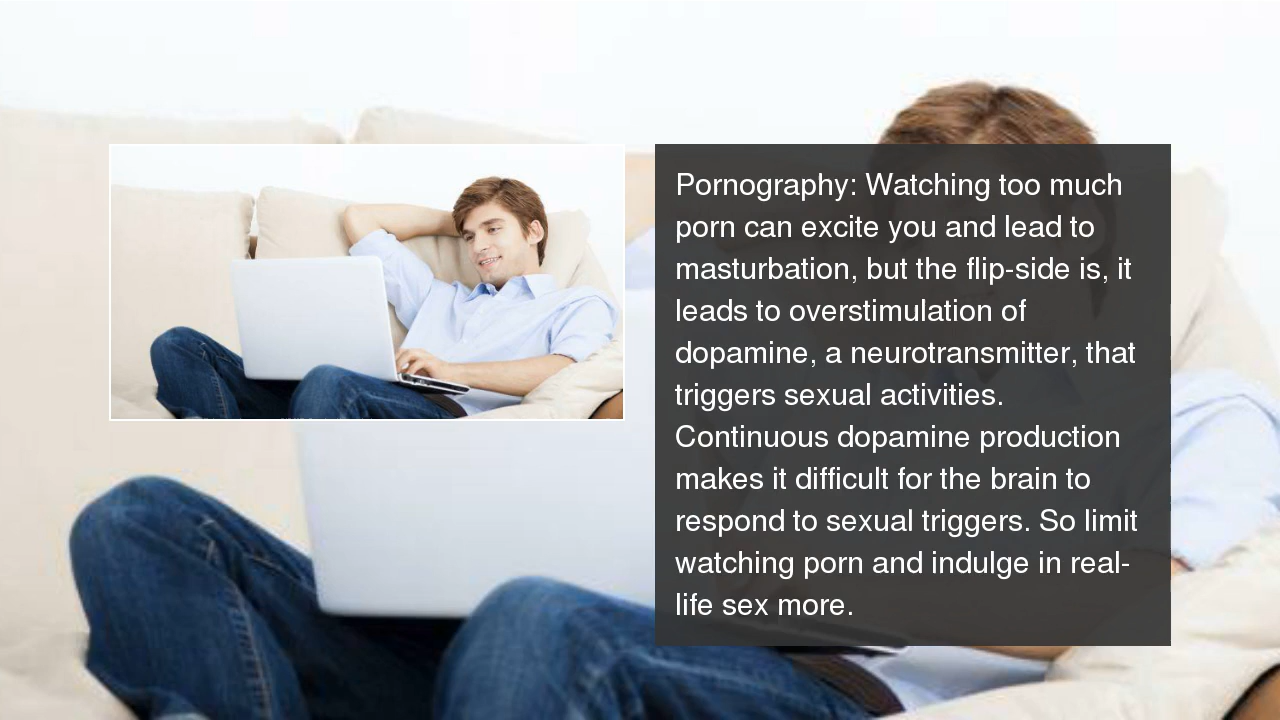 Pornography: Watching too much
porn can excite you and lead to
masturbation, but the flip-side is, it
leads to overstimulation of
dopamine, a neurotransmitter, that
triggers sexual activities.
Continuous dopamine production
makes it difficult for the brain to
respond to sexual triggers. So limit
watching porn and indulge in real-
life sex more.